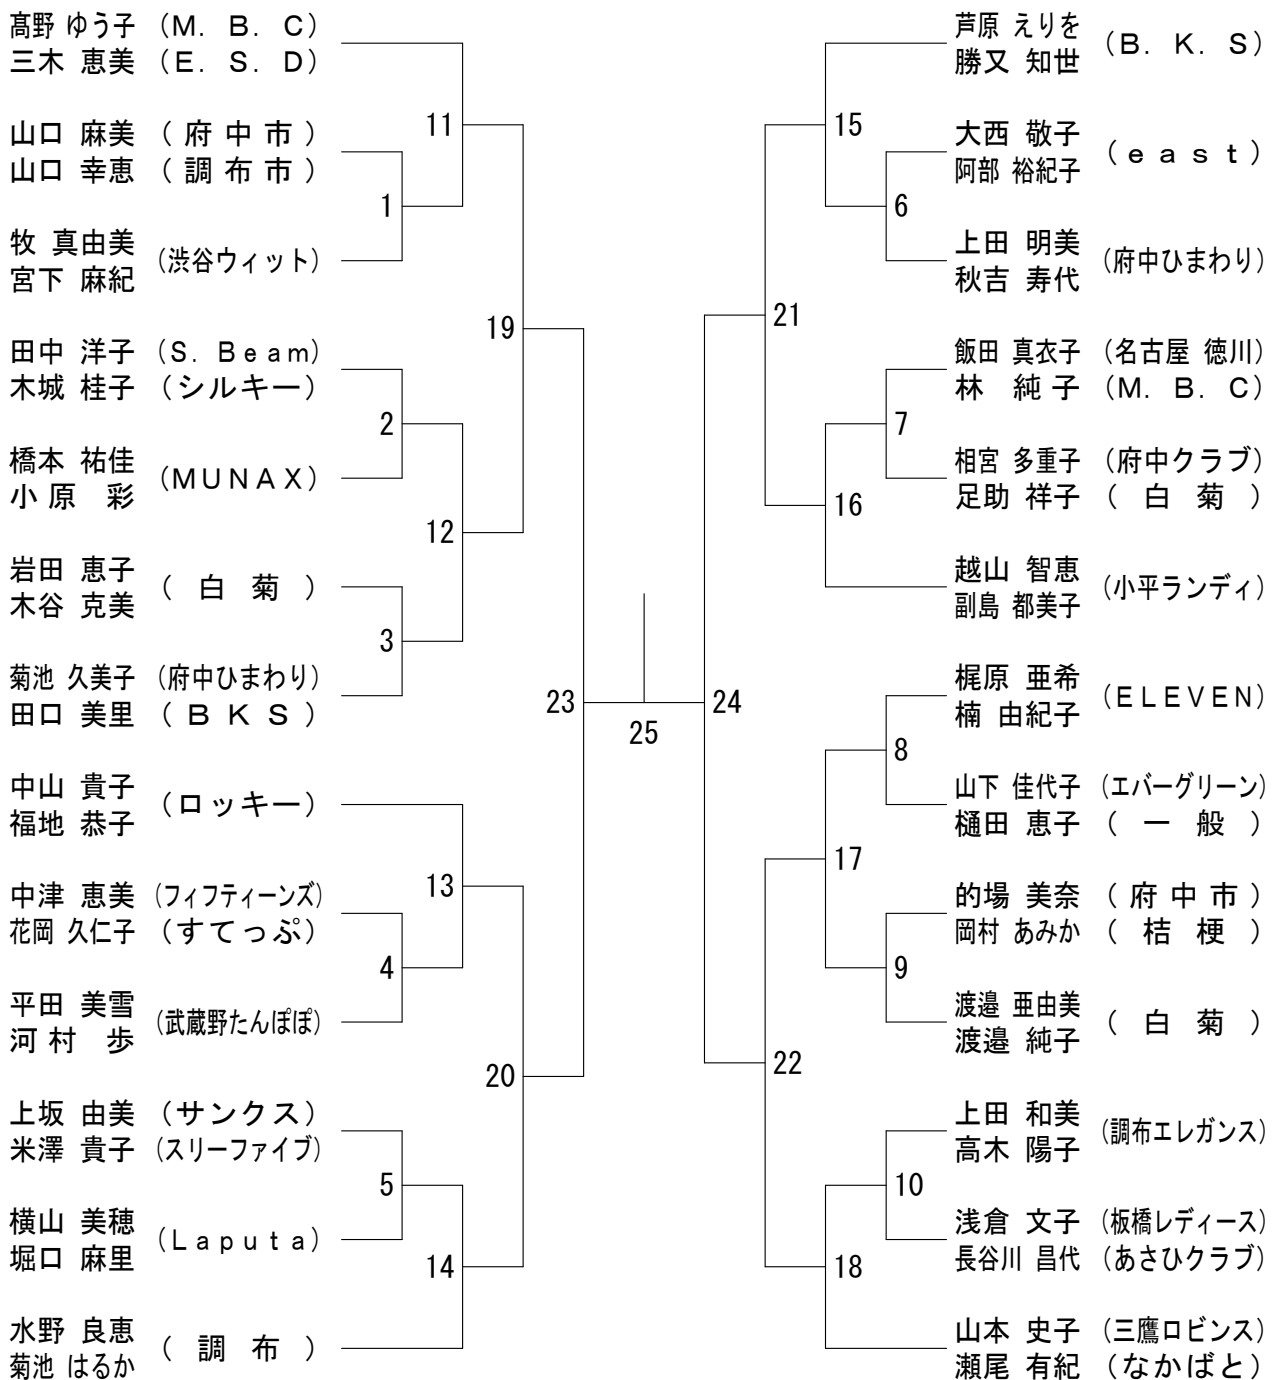 髙野 ゆう子 (M. B. C)
三木 恵美 (E. S. D)
11
山口 麻美 (府中市)
山口 幸恵 (調布市)
1
牧 真由美
宮下 麻紀
(渋谷ウィット)
19
田中 洋子 (S. Beam)
木城 桂子 (シルキー)
2
橋本 祐佳
小原 彩
(MUNAX)
12
岩田 恵子
木谷 克美
(白菊)
3
菊池 久美子 (府中ひまわり)
田口 美里 (BKS)
23
中山 貴子
福地 恭子
(ロッキー)
13
中津 恵美 (フィフティーンズ)
花岡 久仁子 (すてっぷ)
4
平田 美雪
河村 歩
(武蔵野たんぽぽ)
20
上坂 由美 (サンクス)
米澤 貴子 (スリーファイブ)
5
横山 美穂
堀口 麻里
(Laputa)
14
水野 良恵
菊池 はるか
(調布)
25
芦原 えりを
勝又 知世
(B. K. S)
15
大西 敬子
阿部 裕紀子
(east)
6
上田 明美
秋吉 寿代
(府中ひまわり)
21
飯田 真衣子 (名古屋 徳川)
林 純子 (M. B. C)
7
相宮 多重子 (府中クラブ)
足助 祥子 (白菊)
16
越山 智恵
副島 都美子
(小平ランディ)
24
梶原 亜希
楠 由紀子
(ELEVEN)
8
山下 佳代子 (エバーグリーン)
樋田 恵子 (一般)
17
的場 美奈 (府中市)
岡村 あみか (桔梗)
9
渡邉 亜由美
渡邉 純子
(白菊)
22
上田 和美
高木 陽子
(調布エレガンス)
10
浅倉 文子 (板橋レディース)
長谷川 昌代 (あさひクラブ)
18
山本 史子 (三鷹ロビンス)
瀬尾 有紀 (なかばと)